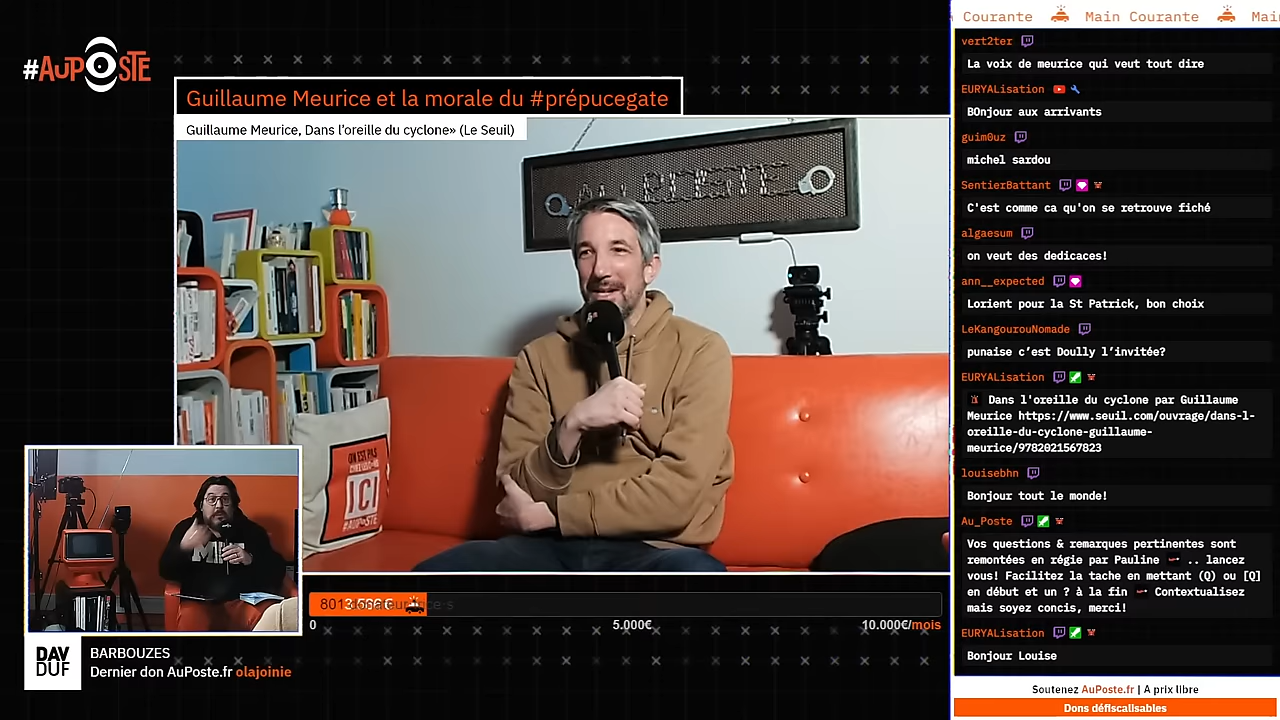 #AuPOSTE
Guillaume Meurice et la morale du #prépucegate
Guillaume Meurice, Dans l'oreille du cyclone» (Le Seuil)
AU POSTE
ICI
#AUPOSTE
0
5.000€
10.000€/mois
DAV
DUF
BARBOUZES
Dernier don AuPoste.fr olajoinie
Courante
Main Courante
Mai
vert2ter
La voix de meurice qui veut tout dire
EURYALisation
BOnjour aux arrivants
guim0uz
michel sardou
SentierBattant
C'est comme ca qu'on se retrouve fiché
algaesum
on veut des dedicaces!
ann__expected
Lorient pour la St Patrick, bon choix
LeKangourouNomade
punaise c’est Doully l’invitée?
EURYALisation
Dans l'oreille du cyclone par Guillaume
Meurice https://www.seuil.com/ouvrage/dans-l-
oreille-du-cyclone-guillaume-
meurice/9782021567823
louisebhn
Bonjour tout le monde!
Au_Poste
Vos questions & remarques pertinentes sont
remontées en régie par Pauline .. lancez
vous! Facilitez la tache en mettant (Q) ou [Q]
en début et un ? à la fin Contextualisez
mais soyez concis, merci!
EURYALisation
Bonjour Louise
Soutenez AuPoste.fr | A prix libre
Dons défiscalisables